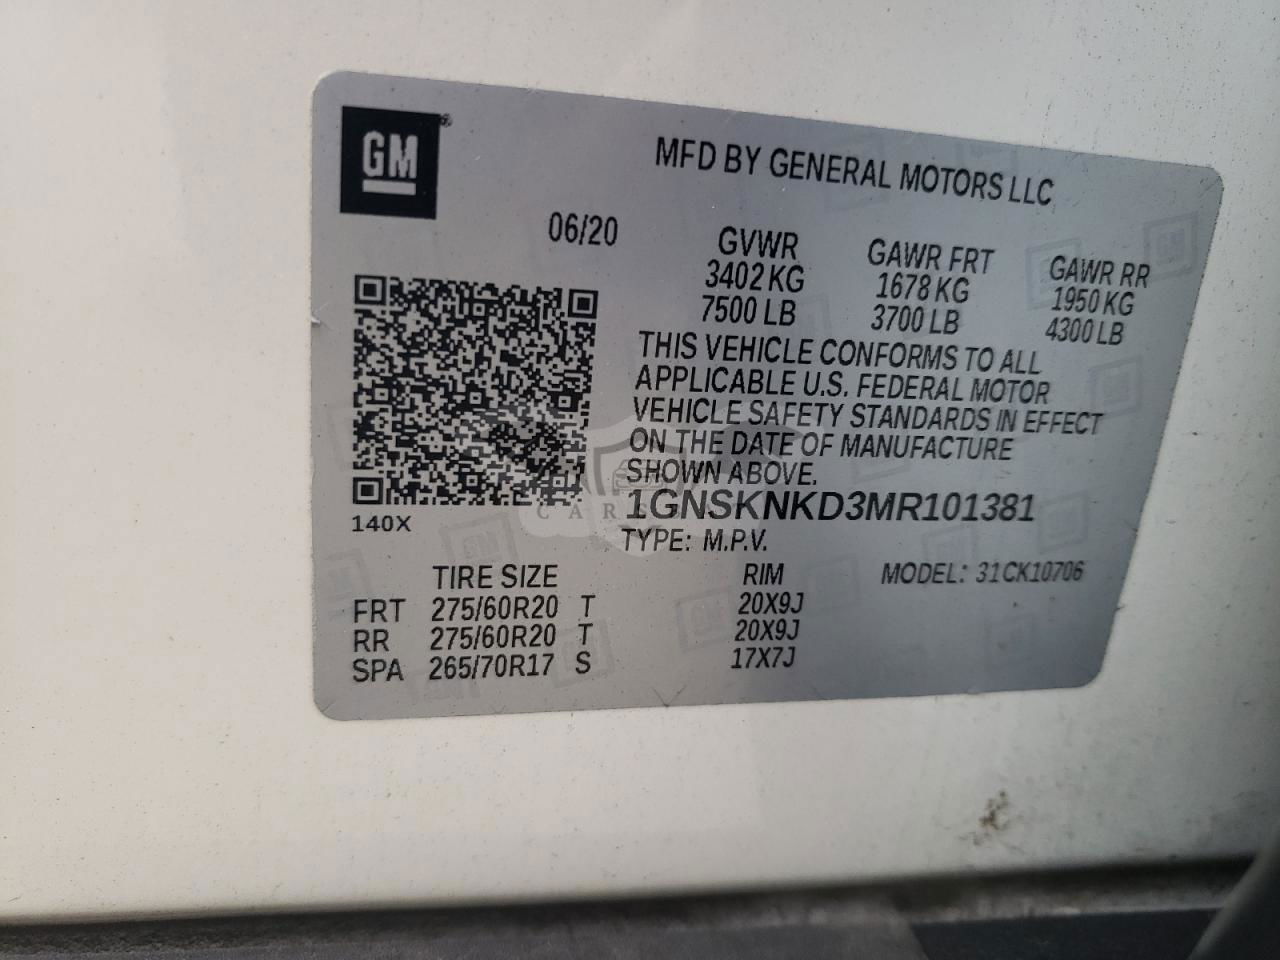 GM®
MFD BY GENERAL MOTORS LLC
06/20
GVWR GAWR FRT GAWR RR
3402 KG 1678 KG 1950 KG
7500 LB 3700 LB 4300 LB
THIS VEHICLE CONFORMS TO ALL
APPLICABLE U.S. FEDERAL MOTOR
VEHICLE SAFETY STANDARDS IN EFFECT
ON THE DATE OF MANUFACTURE
SHOWN ABOVE.
1GNSKNKD3MR101381
140X
TYPE: M.P.V.
TIRE SIZE RIM MODEL: 31CK10706
FRT 275/60R20 T 20X9J
RR 275/60R20 T 20X9J
SPA 265/70R17 S 17X7J